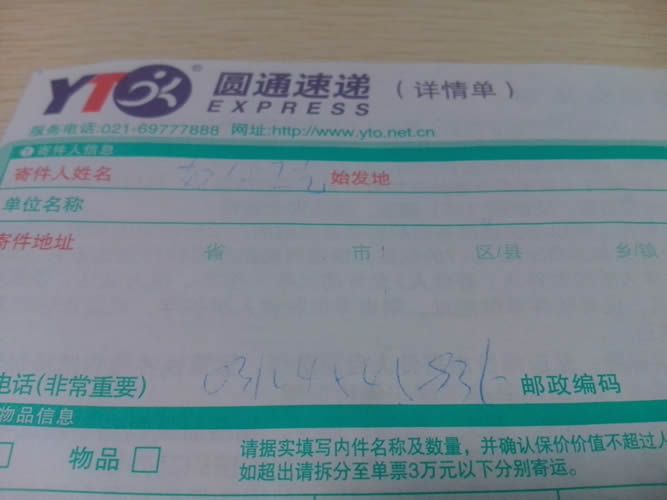 YTO
圆通速递 (详情单)
EXPRESS
服务电话:021-69777888 网址:http://www.yto.net.cn
❶寄件人信息
寄件人姓名 始发地
单位名称
寄件地址
省 市 区/县 乡/镇
电话(非常重要) 邮政编码
物品信息
物品
请据实填写内件名称及数量,并确认保价价值不超过人
如超出请拆分至单票3万元以下分别寄运。